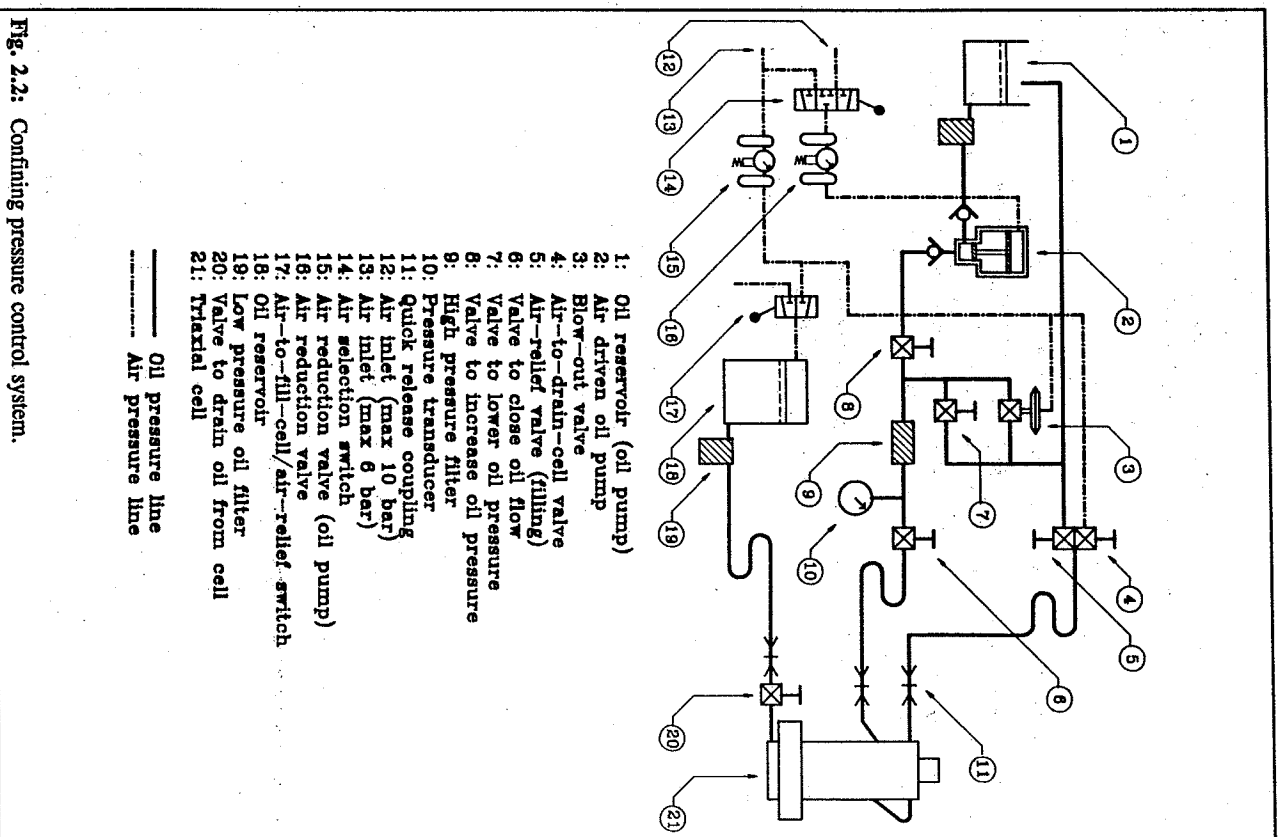 1
2
3
4
5
6
7
8
9
10
11
12
13
14
15
16
17
18
19
20
21
1: Oil reservoir (oil pump)
2: Air driven oil pump
3: Blow-out valve
4: Air-to-drain-cell valve
5: Air-relief valve (filling)
6: Valve to close oil flow
7: Valve to lower oil pressure
8: Valve to increase oil pressure
9: High pressure filter
10: Pressure transducer
11: Quick release coupling
12: Air inlet (max 10 bar)
13: Air inlet (max 6 bar)
14: Air selection switch
15: Air reduction valve (oil pump)
16: Air reduction valve
17: Air-to-fill-cell/air-relief switch
18: Oil reservoir
19: Low pressure oil filter
20: Valve to drain oil from cell
21: Triaxial cell
Oil pressure line
Air pressure line
Fig. 2.2: Confining pressure control system.